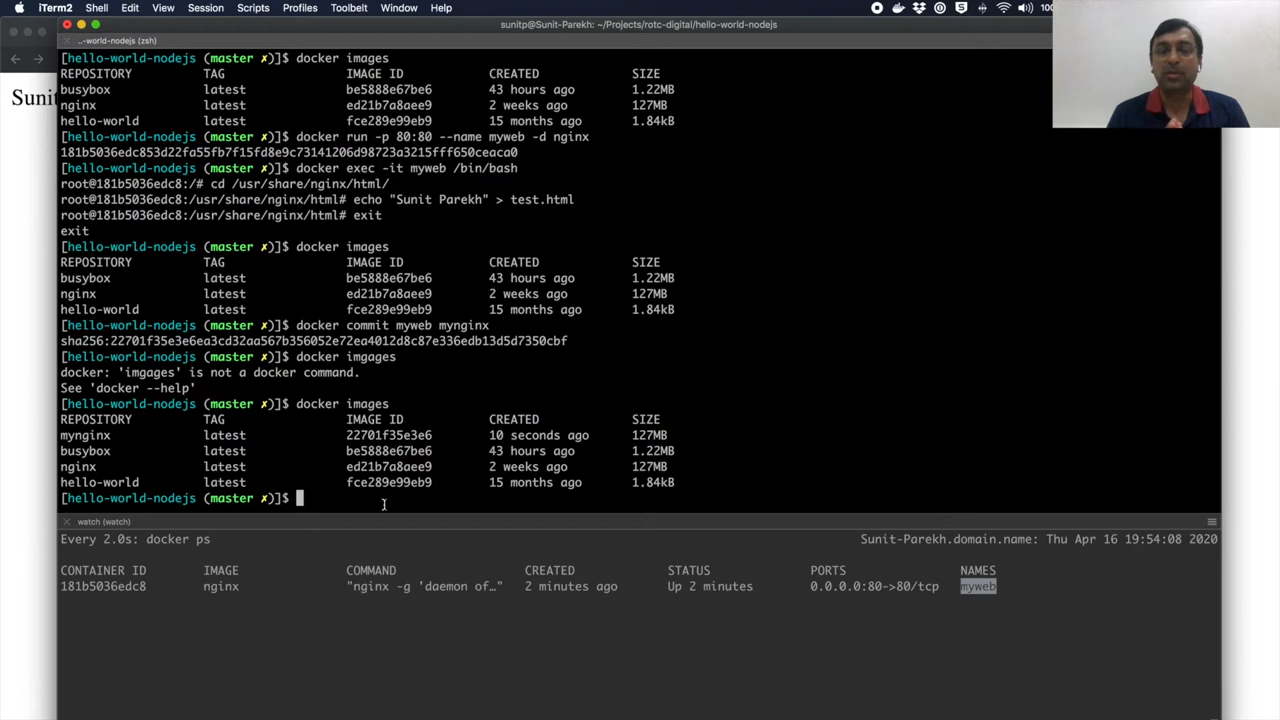 iTerm2 Shell Edit View Session Scripts Profiles Toolbelt Window Help
sunitp@Sunit-Parekh: ~/Projects/rotc-digital/hello-world-nodejs
..-world-nodejs (zsh)
Sunit
[hello-world-nodejs (master ✗)]$ docker images
REPOSITORY TAG IMAGE ID CREATED SIZE
busybox latest be5888e67be6 43 hours ago 1.22MB
nginx latest ed21b7a8aee9 2 weeks ago 127MB
hello-world latest fce289e99eb9 15 months ago 1.84kB
[hello-world-nodejs (master ✗)]$ docker run -p 80:80 --name myweb -d nginx
181b5036edc853d22fa55fb7f15fd8e9c73141206d98723a3215fff650ceaca0
[hello-world-nodejs (master ✗)]$ docker exec -it myweb /bin/bash
root@181b5036edc8:/# cd /usr/share/nginx/html/
root@181b5036edc8:/usr/share/nginx/html# echo "Sunit Parekh" > test.html
root@181b5036edc8:/usr/share/nginx/html# exit
exit
[hello-world-nodejs (master ✗)]$ docker images
REPOSITORY TAG IMAGE ID CREATED SIZE
busybox latest be5888e67be6 43 hours ago 1.22MB
nginx latest ed21b7a8aee9 2 weeks ago 127MB
hello-world latest fce289e99eb9 15 months ago 1.84kB
[hello-world-nodejs (master ✗)]$ docker commit myweb mynginx
sha256:22701f35e3e6ea3cd32aa567b356052e72ea4012d8c87e336edb13d5d7350cbf
[hello-world-nodejs (master ✗)]$ docker imgages
docker: 'imgages' is not a docker command.
See 'docker --help'
[hello-world-nodejs (master ✗)]$ docker images
REPOSITORY TAG IMAGE ID CREATED SIZE
mynginx latest 22701f35e3e6 10 seconds ago 127MB
busybox latest be5888e67be6 43 hours ago 1.22MB
nginx latest ed21b7a8aee9 2 weeks ago 127MB
hello-world latest fce289e99eb9 15 months ago 1.84kB
[hello-world-nodejs (master ✗)]$
watch (watch)
Every 2.0s: docker ps Sunit-Parekh.domain.name: Thu Apr 16 19:54:08 2020
CONTAINER ID IMAGE COMMAND CREATED STATUS PORTS NAMES
181b5036edc8 nginx "nginx -g 'daemon of…" 2 minutes ago Up 2 minutes 0.0.0.0:80->80/tcp myweb